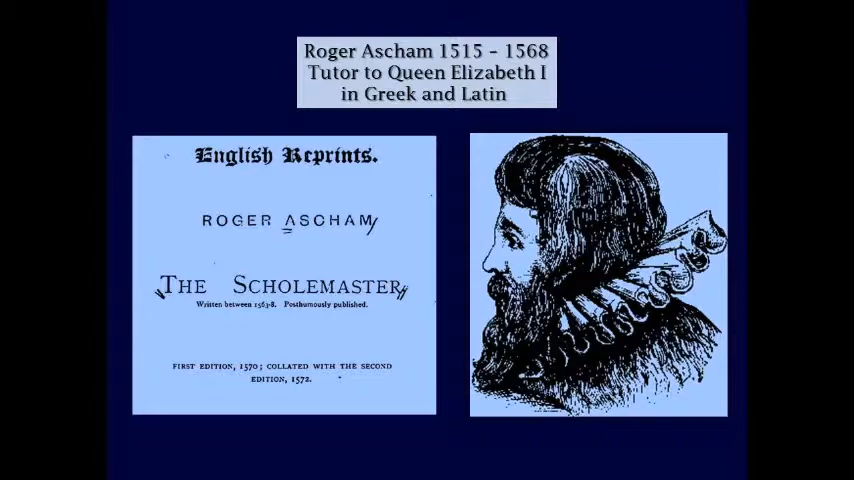 Roger Ascham 1515 - 1568
Tutor to Queen Elizabeth I
in Greek and Latin
English Reprints.
ROGER ASCHAM
THE SCHOLEMASTER
Written between 1563-8. Posthumously published.
FIRST EDITION, 1570; COLLATED WITH THE SECOND
EDITION, 1572.